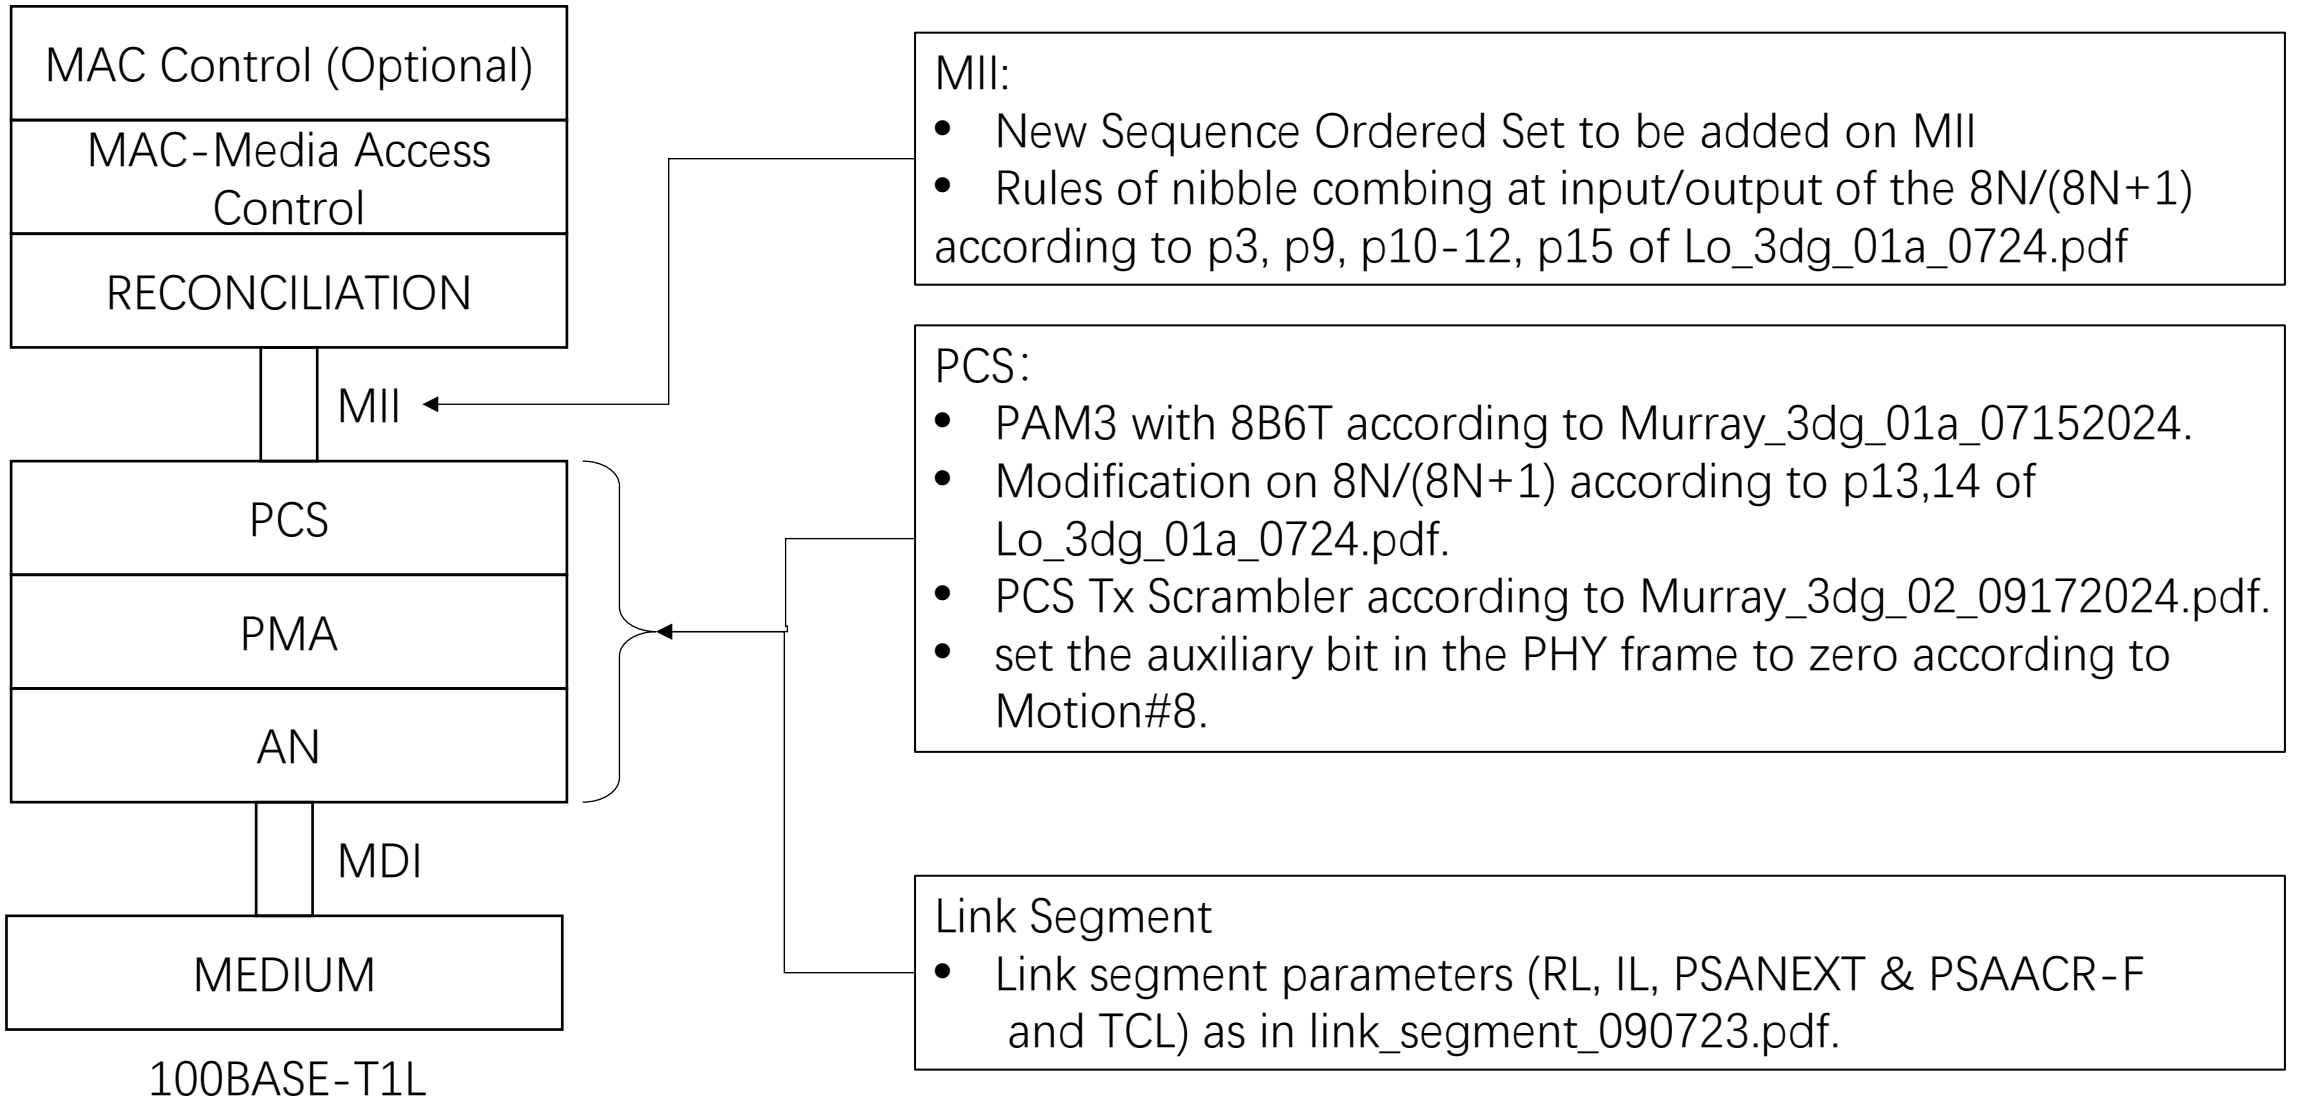 MAC Control (Optional)
MAC-Media Access
Control
RECONCILIATION
MII
PCS
PMA
AN
MDI
MEDIUM
100BASE-T1L
MII:
• New Sequence Ordered Set to be added on MII
• Rules of nibble combing at input/output of the 8N/(8N+1)
according to p3, p9, p10-12, p15 of Lo_3dg_01a_0724.pdf
PCS:
• PAM3 with 8B6T according to Murray_3dg_01a_07152024.
• Modification on 8N/(8N+1) according to p13,14 of
Lo_3dg_01a_0724.pdf.
• PCS Tx Scrambler according to Murray_3dg_02_09172024.pdf.
• set the auxiliary bit in the PHY frame to zero according to
Motion#8.
Link Segment
• Link segment parameters (RL, IL, PSANEXT & PSAACR-F
and TCL) as in link_segment_090723.pdf.